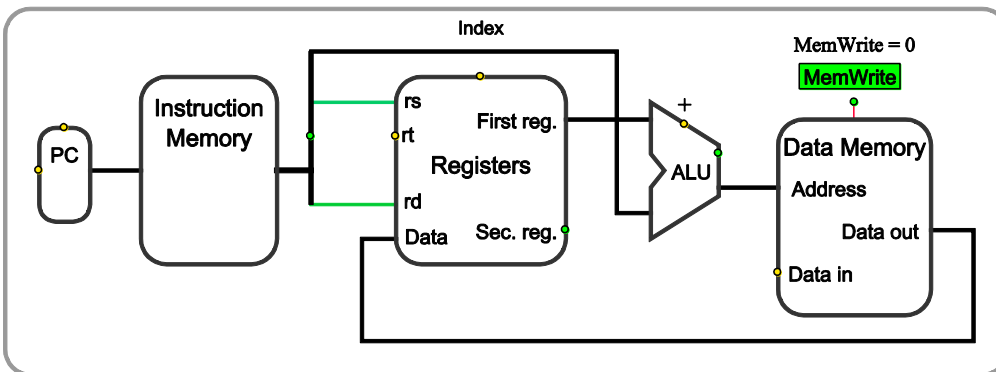 Index
MemWrite = 0
MemWrite
PC
Instruction
Memory
rs
rt
rd
Data
First reg.
Registers
Sec. reg.
+
ALU
Data Memory
Address
Data out
Data in